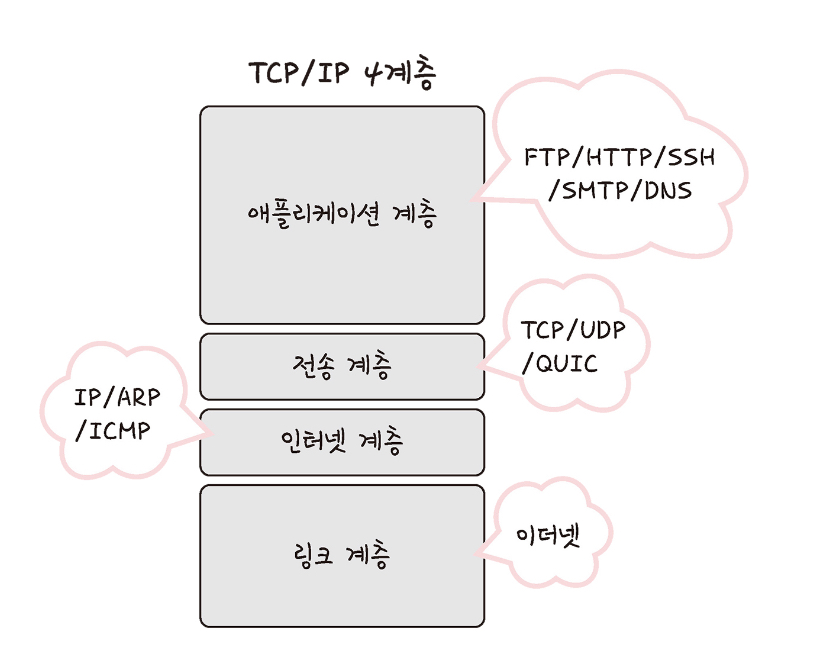 TCP/IP 4계층
애플리케이션 계층
FTP/HTTP/SSH
/SMTP/DNS
전송 계층
TCP/UDP
/QUIC
IP/ARP
/ICMP
인터넷 계층
링크 계층
이더넷